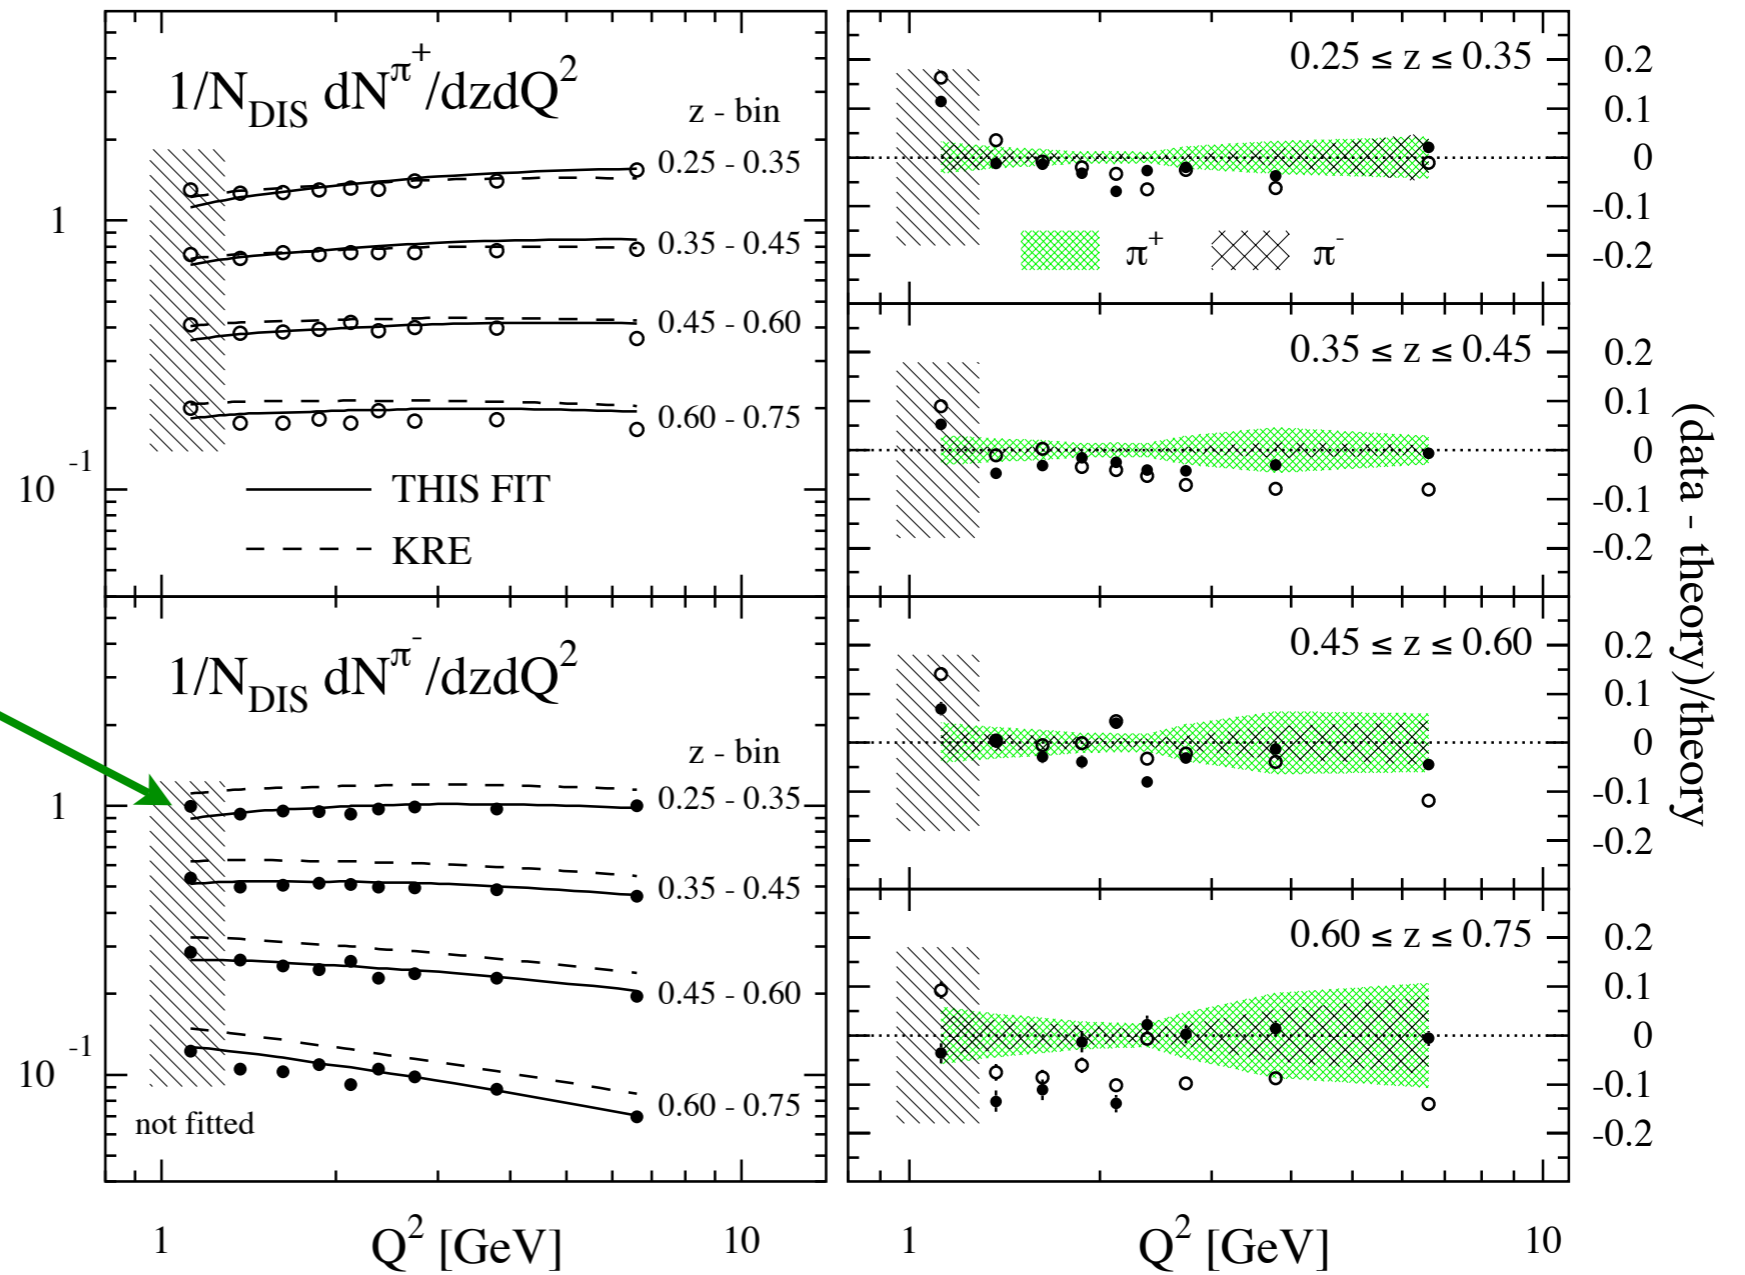 1/N_DIS dN^π+/dzdQ^2
z - bin
0.25 - 0.35
1
0.35 - 0.45
0.45 - 0.60
0.60 - 0.75
10^-1
THIS FIT
KRE
1/N_DIS dN^π-/dzdQ^2
z - bin
1
0.25 - 0.35
0.35 - 0.45
0.45 - 0.60
10^-1
0.60 - 0.75
not fitted
1
10
Q^2 [GeV]
0.25 ≤ z ≤ 0.35
0.2
0.1
0
-0.1
-0.2
π^+
π^-
0.35 ≤ z ≤ 0.45
0.2
0.1
0
-0.1
-0.2
0.45 ≤ z ≤ 0.60
0.2
0.1
0
-0.1
-0.2
0.60 ≤ z ≤ 0.75
0.2
0.1
0
-0.1
-0.2
1
10
Q^2 [GeV]
(data - theory)/theory